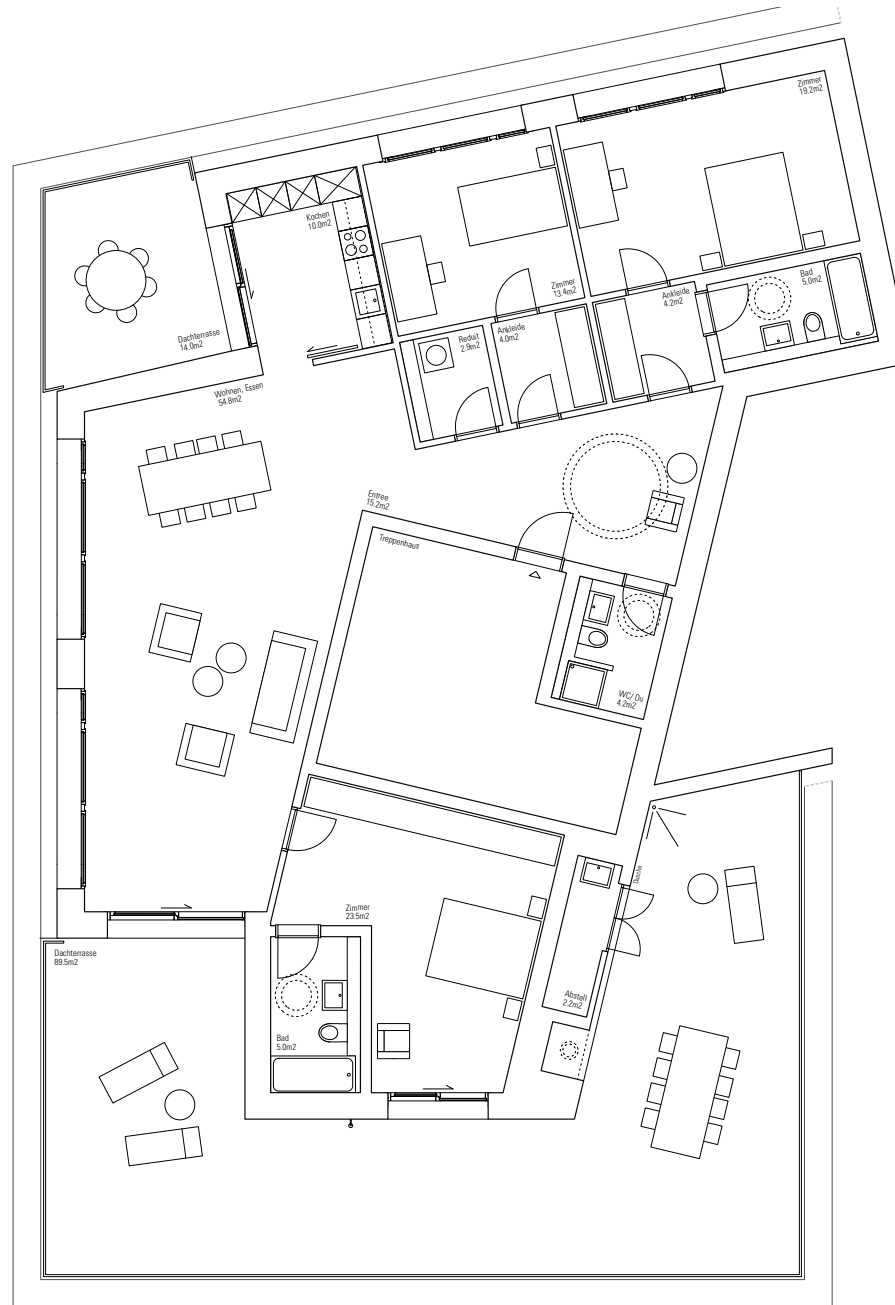 Zimmer
19.2m2
Kochen
10.0m2
Zimmer
13.4m2
Bad
5.0m2
Ankleide
4.2m2
Dachterrasse
14.0m2
Reduit
2.9m2
Ankleide
4.0m2
Wohnen, Essen
54.8m2
Entree
15.2m2
Treppenhaus
WC/ Du
4.2m2
Dusche
Zimmer
23.5m2
Dachterrasse
89.5m2
Abstell
2.2m2
Bad
5.0m2